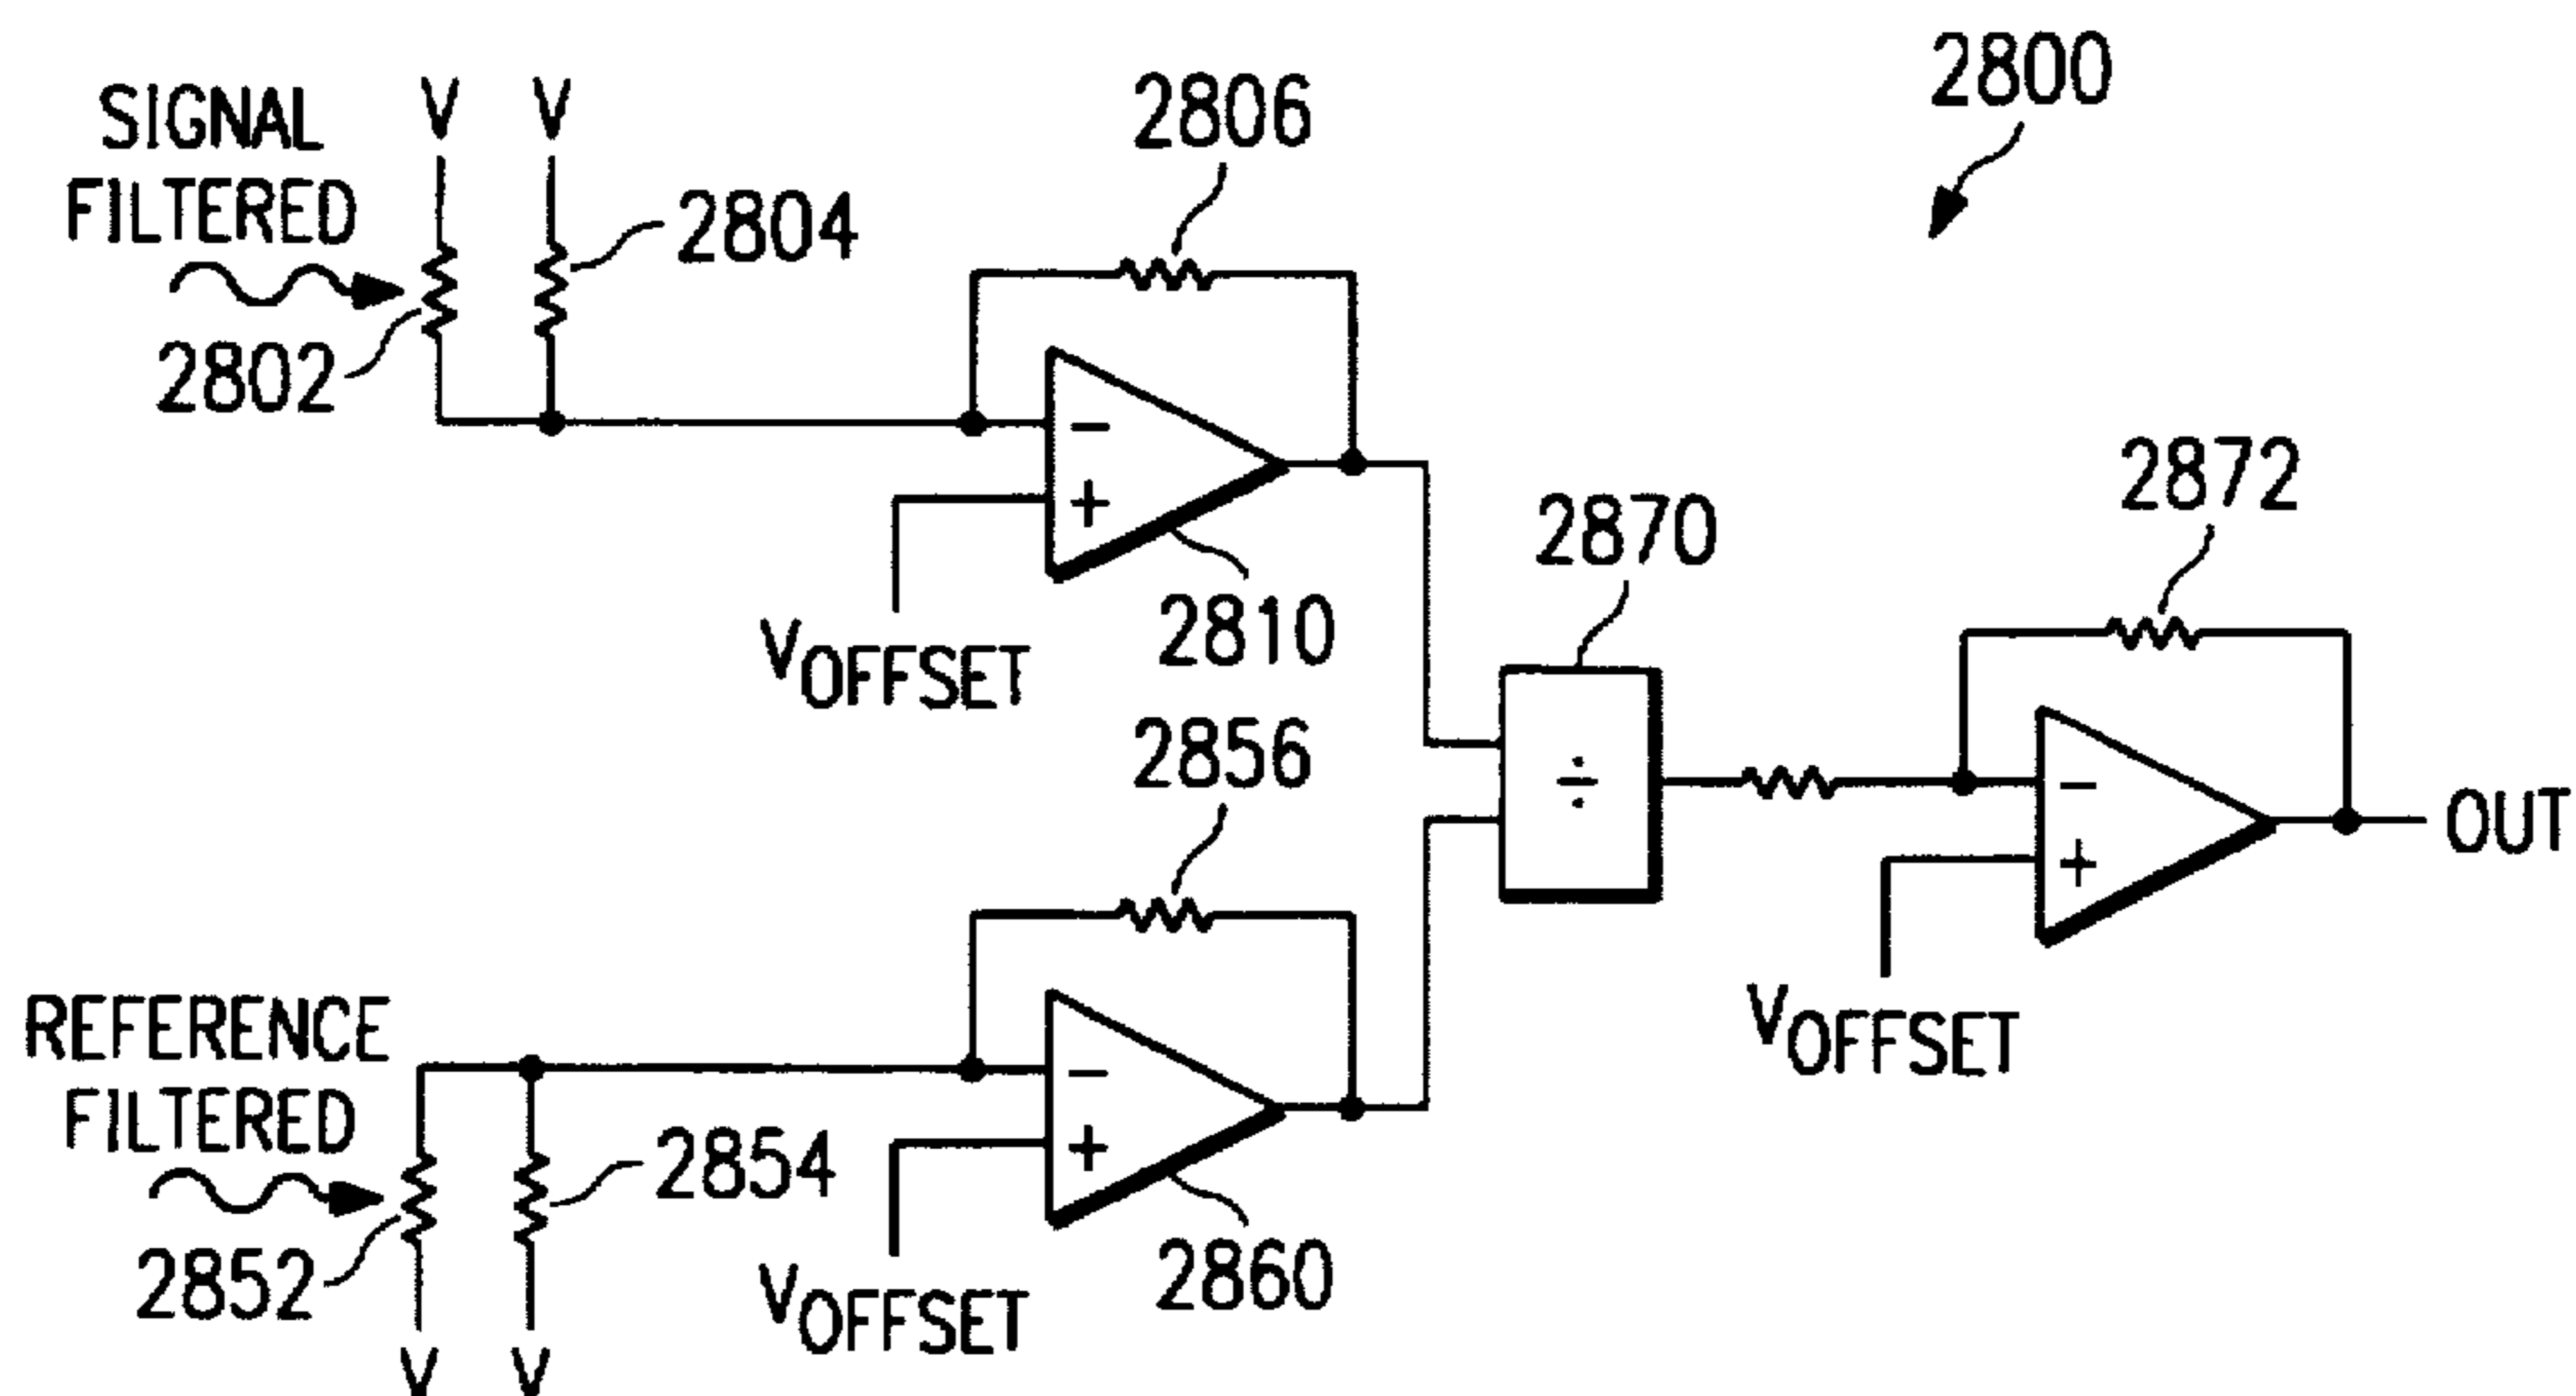 2800
SIGNAL
FILTERED
V V
2804
2802
2806
-
+
2810
VOFFSET
2870
÷
2872
-
+
OUT
VOFFSET
2856
REFERENCE
FILTERED
2854
2852
V V
-
+
2860
VOFFSET